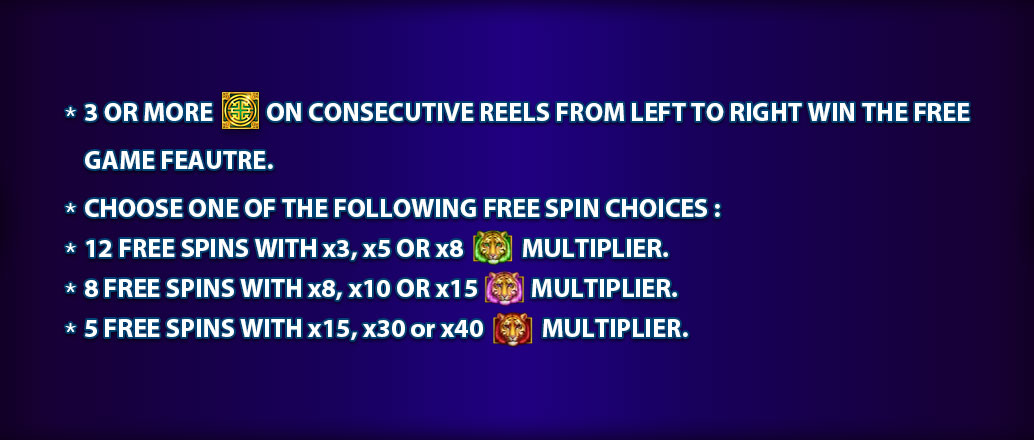 * 3 OR MORE ON CONSECUTIVE REELS FROM LEFT TO RIGHT WIN THE FREE
GAME FEAUTRE.
* CHOOSE ONE OF THE FOLLOWING FREE SPIN CHOICES :
* 12 FREE SPINS WITH x3, x5 OR x8 MULTIPLIER.
* 8 FREE SPINS WITH x8, x10 OR x15 MULTIPLIER.
* 5 FREE SPINS WITH x15, x30 or x40 MULTIPLIER.